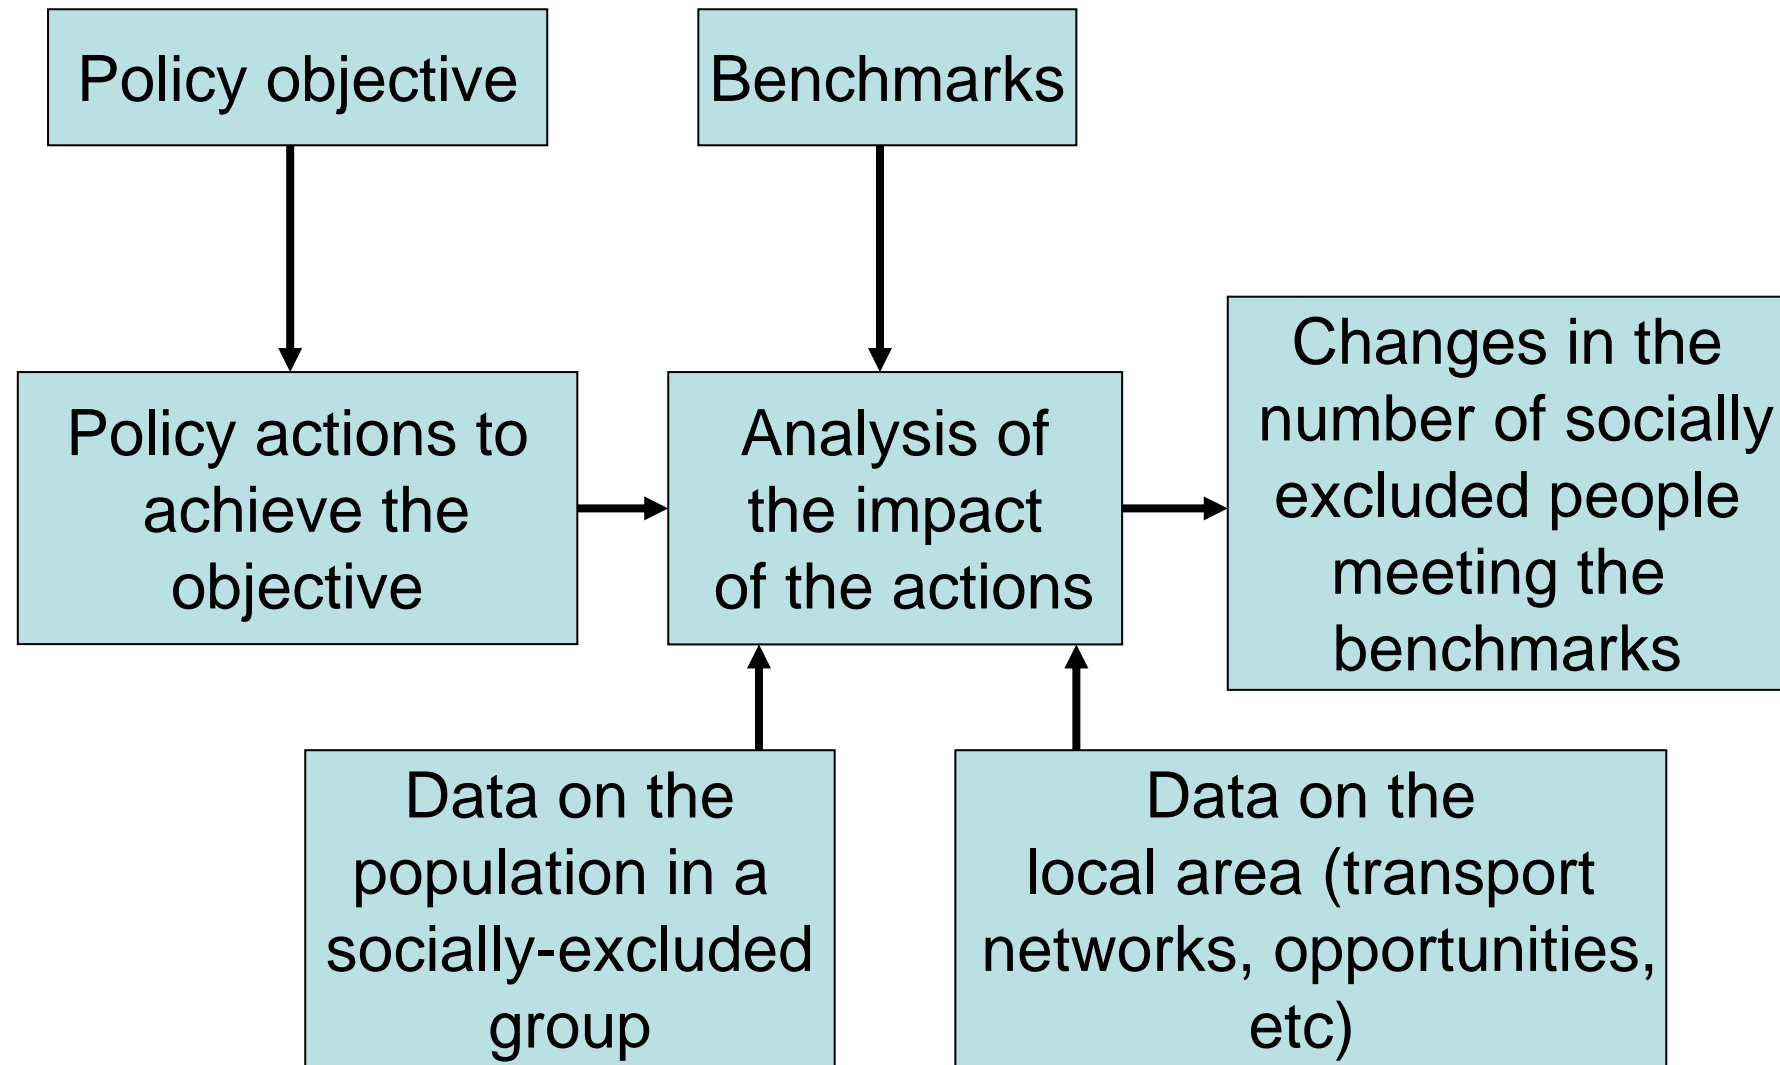 Policy objective
Benchmarks
Policy actions to
achieve the
objective
Analysis of
the impact
of the actions
Changes in the
number of socially
excluded people
meeting the
benchmarks
Data on the
population in a
socially-excluded
group
Data on the
local area (transport
networks, opportunities,
etc)